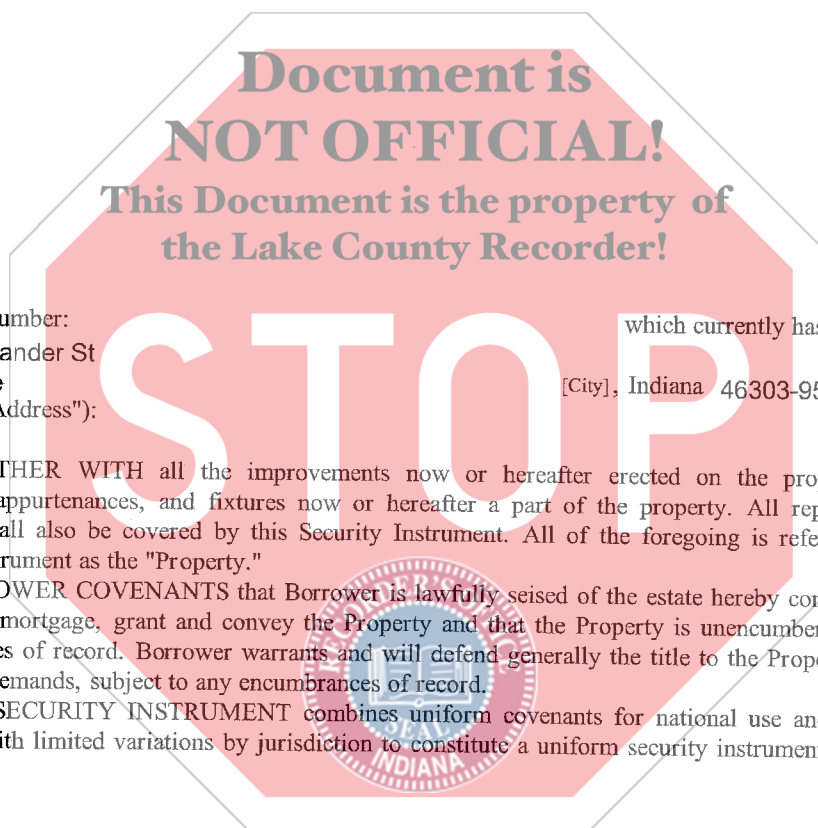 Document is
NOT OFFICIAL!
This Document is the property of
the Lake County Recorder!
STOP
umber: which currently has
ander St
e [City], Indiana 46303-95
Address"):
THER WITH all the improvements now or hereafter erected on the prop
appurtenances, and fixtures now or hereafter a part of the property. All rep
all also be covered by this Security Instrument. All of the foregoing is refe
rument as the "Property."
OWER COVENANTS that Borrower is lawfully seised of the estate hereby con
mortgage, grant and convey the Property and that the Property is unencumber
es of record. Borrower warrants and will defend generally the title to the Prope
emands, subject to any encumbrances of record.
SECURITY INSTRUMENT combines uniform covenants for national use and
ith limited variations by jurisdiction to constitute a uniform security instrument
RECORDER'S OFFICE
SEAL
INDIANA